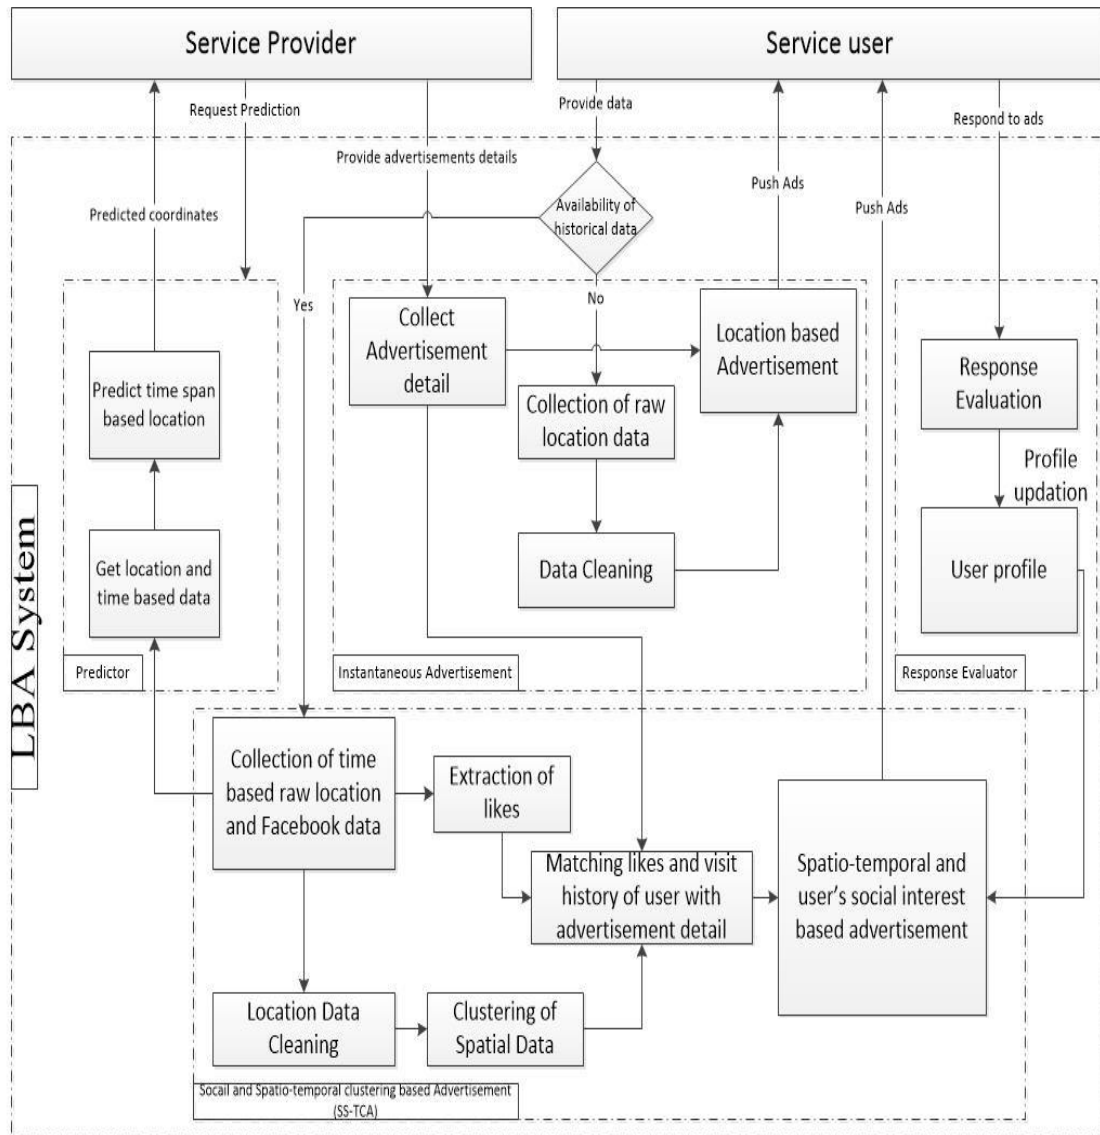 Service Provider
Service user
Request Prediction
Provide data
Respond to ads
Provide advertisements details
Push Ads
Push Ads
Predicted coordinates
Availability of
historical data
Yes
No
Collect
Advertisement
detail
Location based
Advertisement
Predict time span
based location
Response
Evaluation
Collection of raw
location data
Profile
updation
Get location and
time based data
Data Cleaning
User profile
LBA System
Predictor
Instantaneous Advertisement
Response Evaluator
Collection of time
based raw location
and Facebook data
Extraction of
likes
Matching likes and visit
history of user with
advertisement detail
Spatio-temporal and
user's social interest
based advertisement
Location Data
Cleaning
Clustering of
Spatial Data
Socail and Spatio-temporal clustering based Advertisement
(SS-TCA)